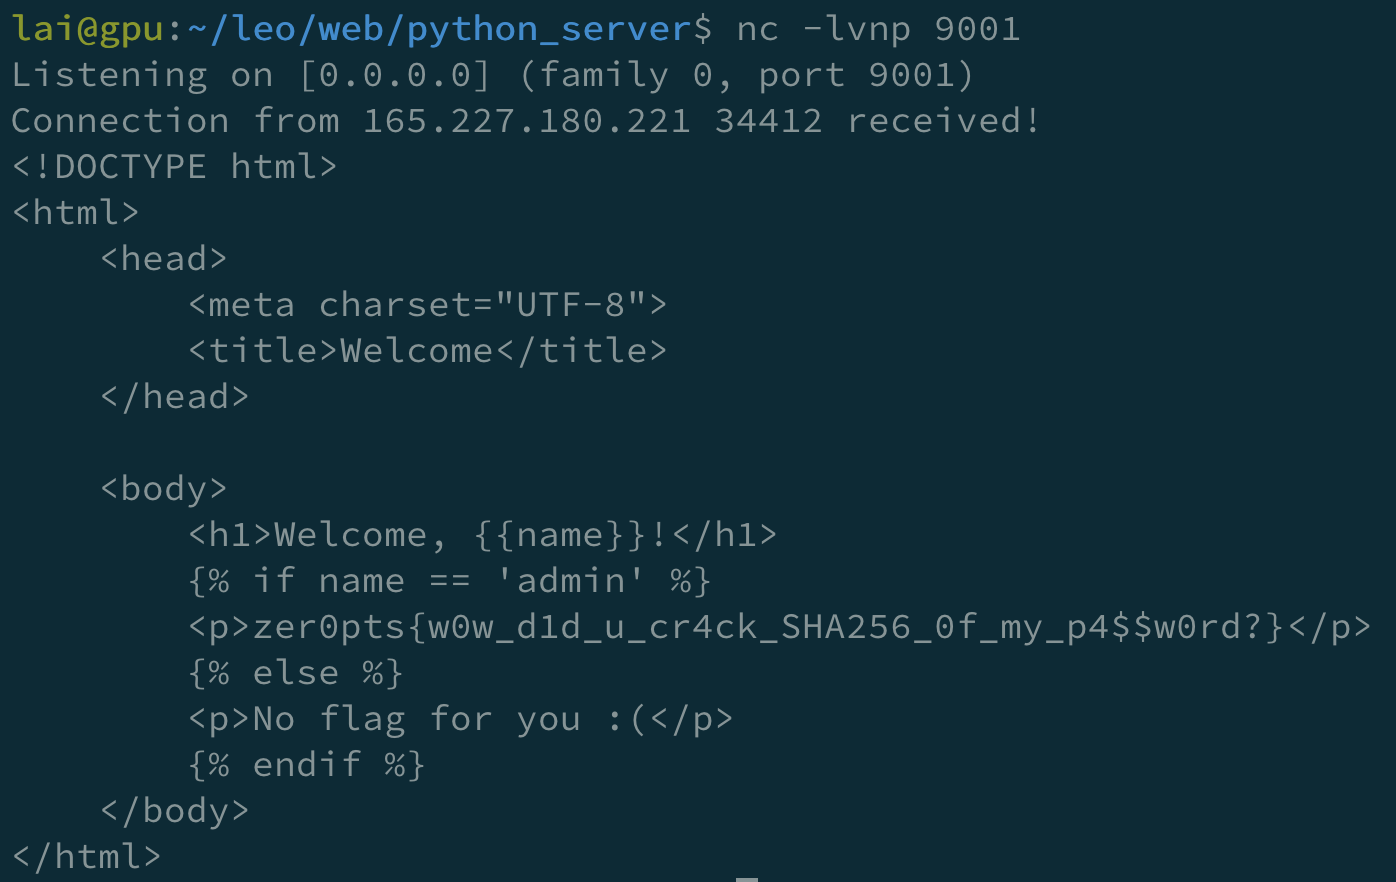 lai@gpu:~/leo/web/python_server$ nc -lvnp 9001
Listening on [0.0.0.0] (family 0, port 9001)
Connection from 165.227.180.221 34412 received!
<!DOCTYPE html>
<html>
    <head>
        <meta charset="UTF-8">
        <title>Welcome</title>
    </head>

    <body>
        <h1>Welcome, {{name}}!</h1>
        {% if name == 'admin' %}
        <p>zer0pts{w0w_d1d_u_cr4ck_SHA256_0f_my_p4$$w0rd?}</p>
        {% else %}
        <p>No flag for you :(</p>
        {% endif %}
    </body>
</html>